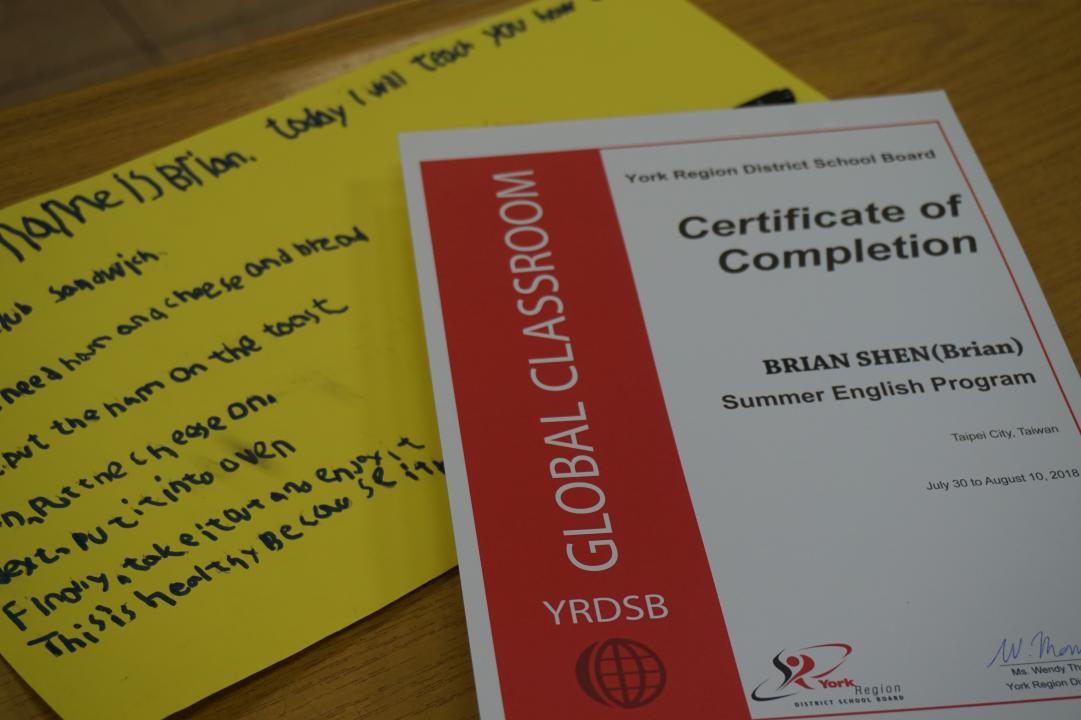 name is Brian. today I will teach you how
sandwich.
need ham and cheese and bread
put the ham on the toast
put the cheese on.
put it into oven
Finally, take it out and enjoy it
This is healthy Because it
York Region District School Board
Certificate of
Completion
BRIAN SHEN(Brian)
Summer English Program
Taipei City, Taiwan
July 30 to August 10, 2018
GLOBAL CLASSROOM
YRDSB
York Region
DISTRICT SCHOOL BOARD
Ms. Wendy
York Region